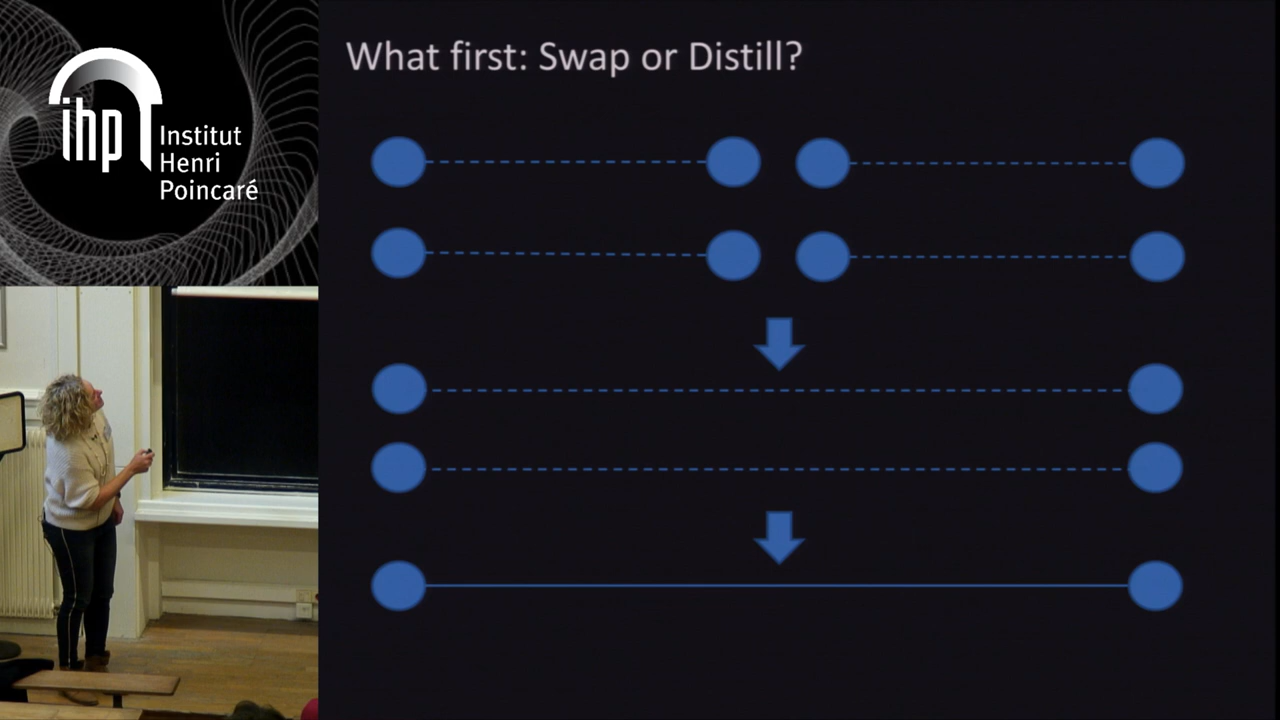 ihp
Institut
Henri
Poincaré
What first: Swap or Distill?